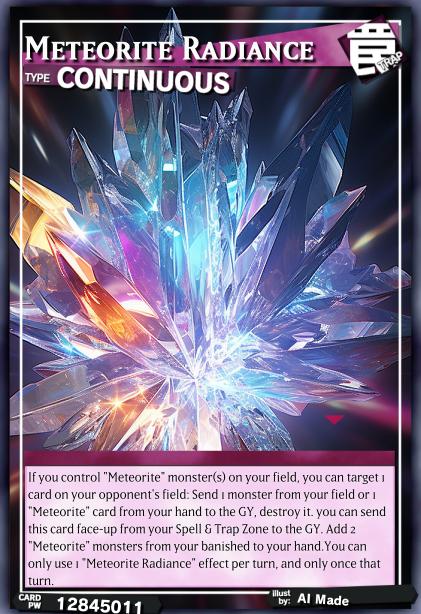 METEORITE RADIANCE
罠
TRAP
TYPE CONTINUOUS
If you control "Meteorite" monster(s) on your field, you can target 1
card on your opponent's field: Send 1 monster from your field or 1
"Meteorite" card from your hand to the GY, destroy it. you can send
this card face-up from your Spell & Trap Zone to the GY. Add 2
"Meteorite" monsters from your banished to your hand.You can
only use 1 "Meteorite Radiance" effect per turn, and only once that
turn.
CARD PW 12845011
illust by: AI Made